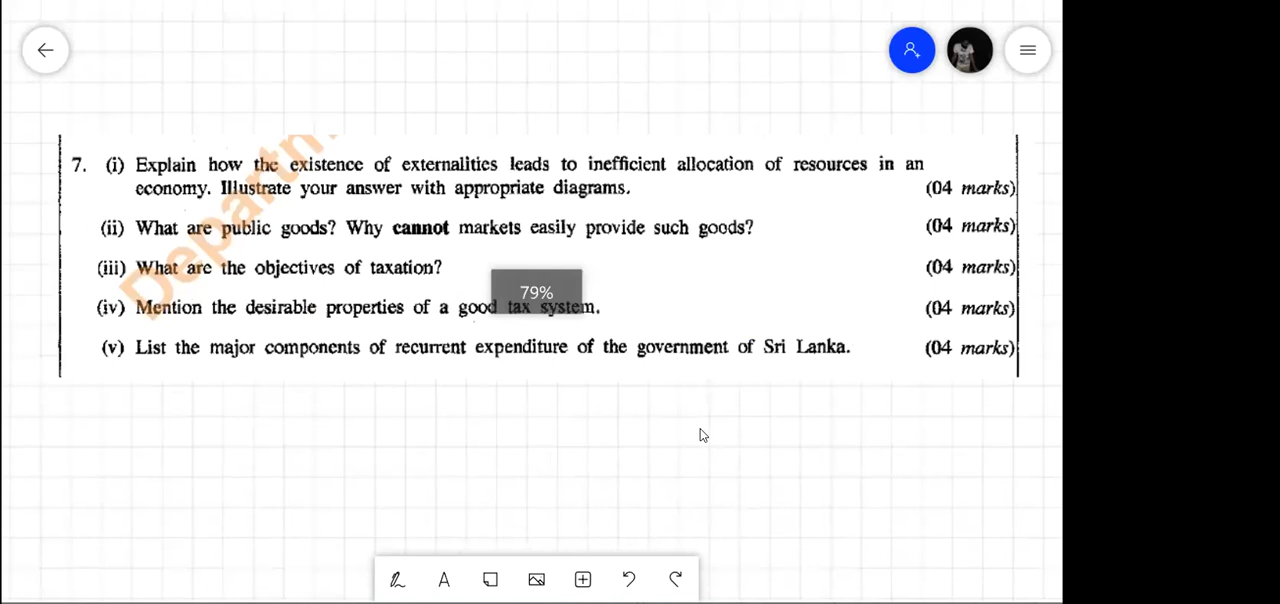 7. (i) Explain how the existence of externalities leads to inefficient allocation of resources in an
economy. Illustrate your answer with appropriate diagrams. (04 marks)
(ii) What are public goods? Why cannot markets easily provide such goods? (04 marks)
(iii) What are the objectives of taxation? (04 marks)
79%
(iv) Mention the desirable properties of a good tax system. (04 marks)
(v) List the major components of recurrent expenditure of the government of Sri Lanka. (04 marks)
Departm
A